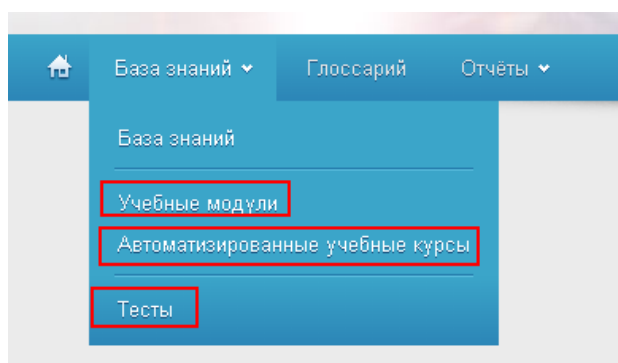 База знаний Глоссарий Отчёты
База знаний
Учебные модули
Автоматизированные учебные курсы
Тесты